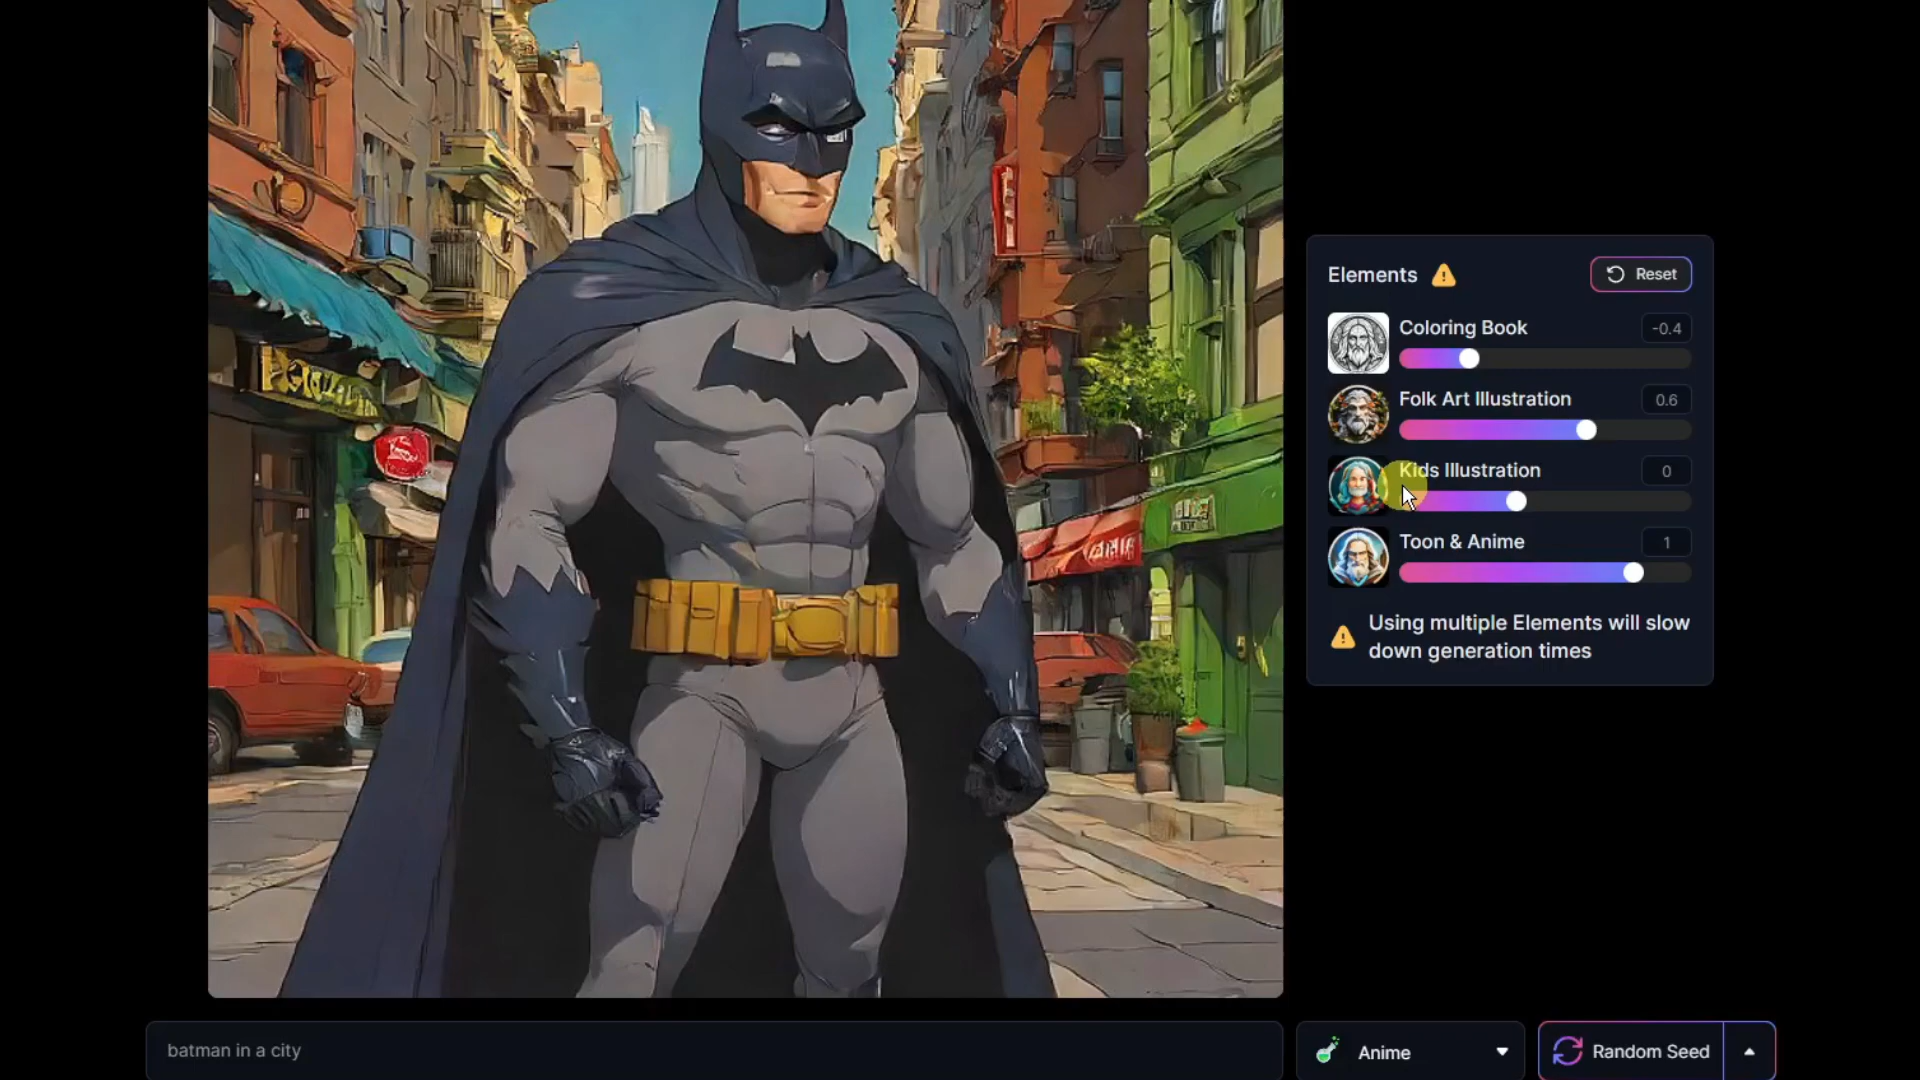 Elements
Reset
Coloring Book
-0.4
Folk Art Illustration
0.6
Kids Illustration
0
Toon & Anime
1
Using multiple Elements will slow
down generation times
batman in a city
Anime
Random Seed